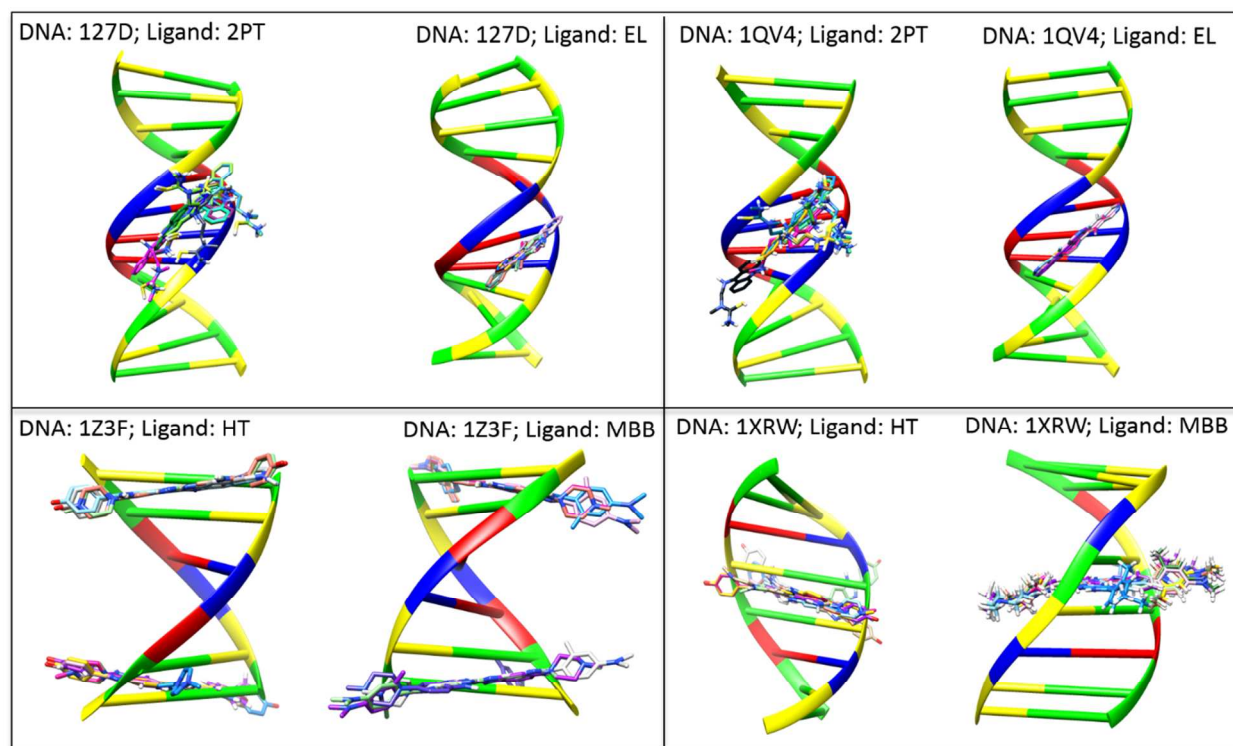 DNA: 127D; Ligand: 2PT
DNA: 127D; Ligand: EL
DNA: 1QV4; Ligand: 2PT
DNA: 1QV4; Ligand: EL
DNA: 1Z3F; Ligand: HT
DNA: 1Z3F; Ligand: MBB
DNA: 1XRW; Ligand: HT
DNA: 1XRW; Ligand: MBB